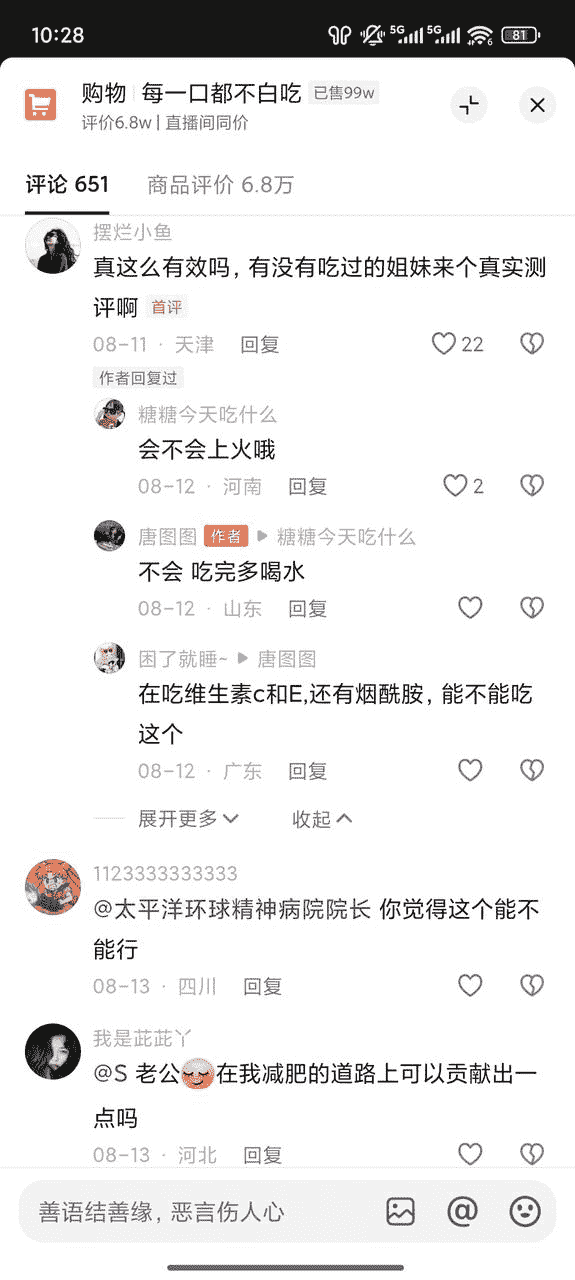 10:28 5G 5G 6 81
购物 每一口都不白吃 已售99w
评价6.8w | 直播间同价
评论 651 商品评价 6.8万
摆烂小鱼
真这么有效吗，有没有吃过的姐妹来个真实测
评啊 首评
08-11 · 天津 回复 22
作者回复过
糖糖今天吃什么
会不会上火哦
08-12 · 河南 回复 2
唐图图 作者 ▶ 糖糖今天吃什么
不会 吃完多喝水
08-12 · 山东 回复
困了就睡~ ▶ 唐图图
在吃维生素c和E,还有烟酰胺，能不能吃
这个
08-12 · 广东 回复
展开更多 收起
1123333333333
@太平洋环球精神病院院长 你觉得这个能不
能行
08-13 · 四川 回复
我是茈茈丫
@S 老公在我减肥的道路上可以贡献出一
点吗
08-13 · 河北 回复
善语结善缘，恶言伤人心